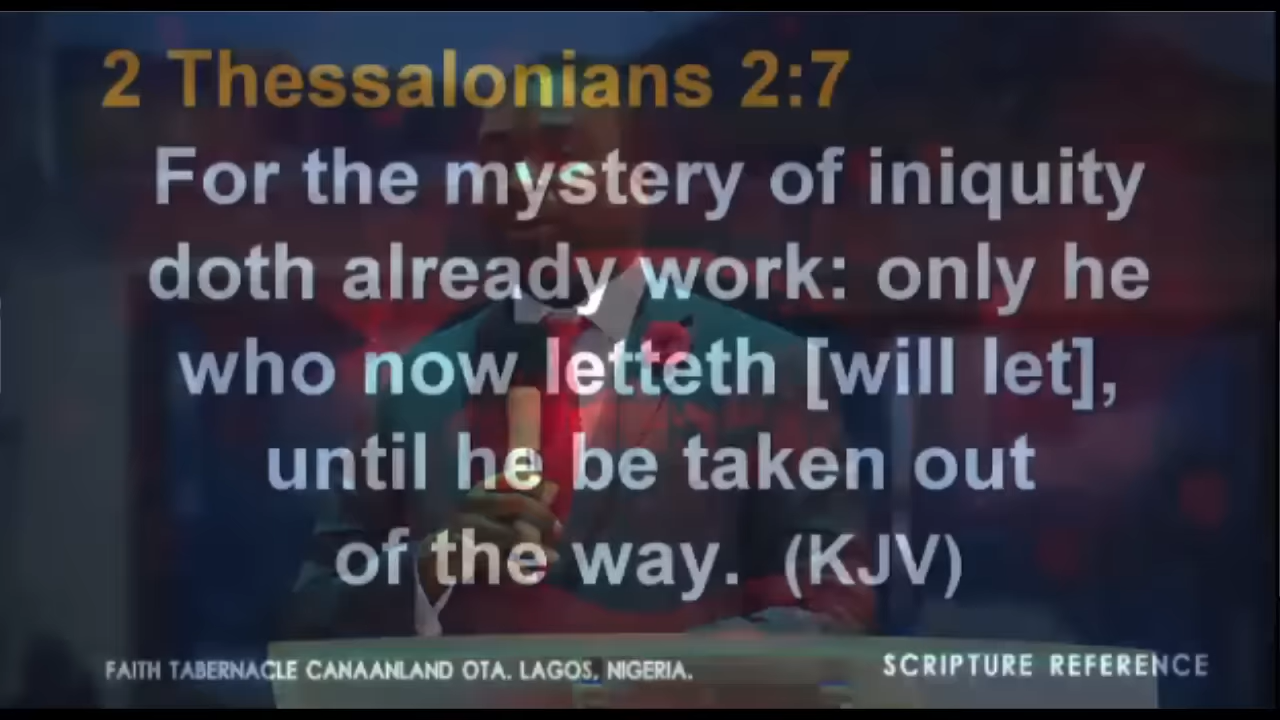 2 Thessalonians 2:7
For the mystery of iniquity
doth already work: only he
who now letteth [will let],
until he be taken out
of the way. (KJV)
FAITH TABERNACLE CANAANLAND OTA. LAGOS, NIGERIA.
SCRIPTURE REFERENCE